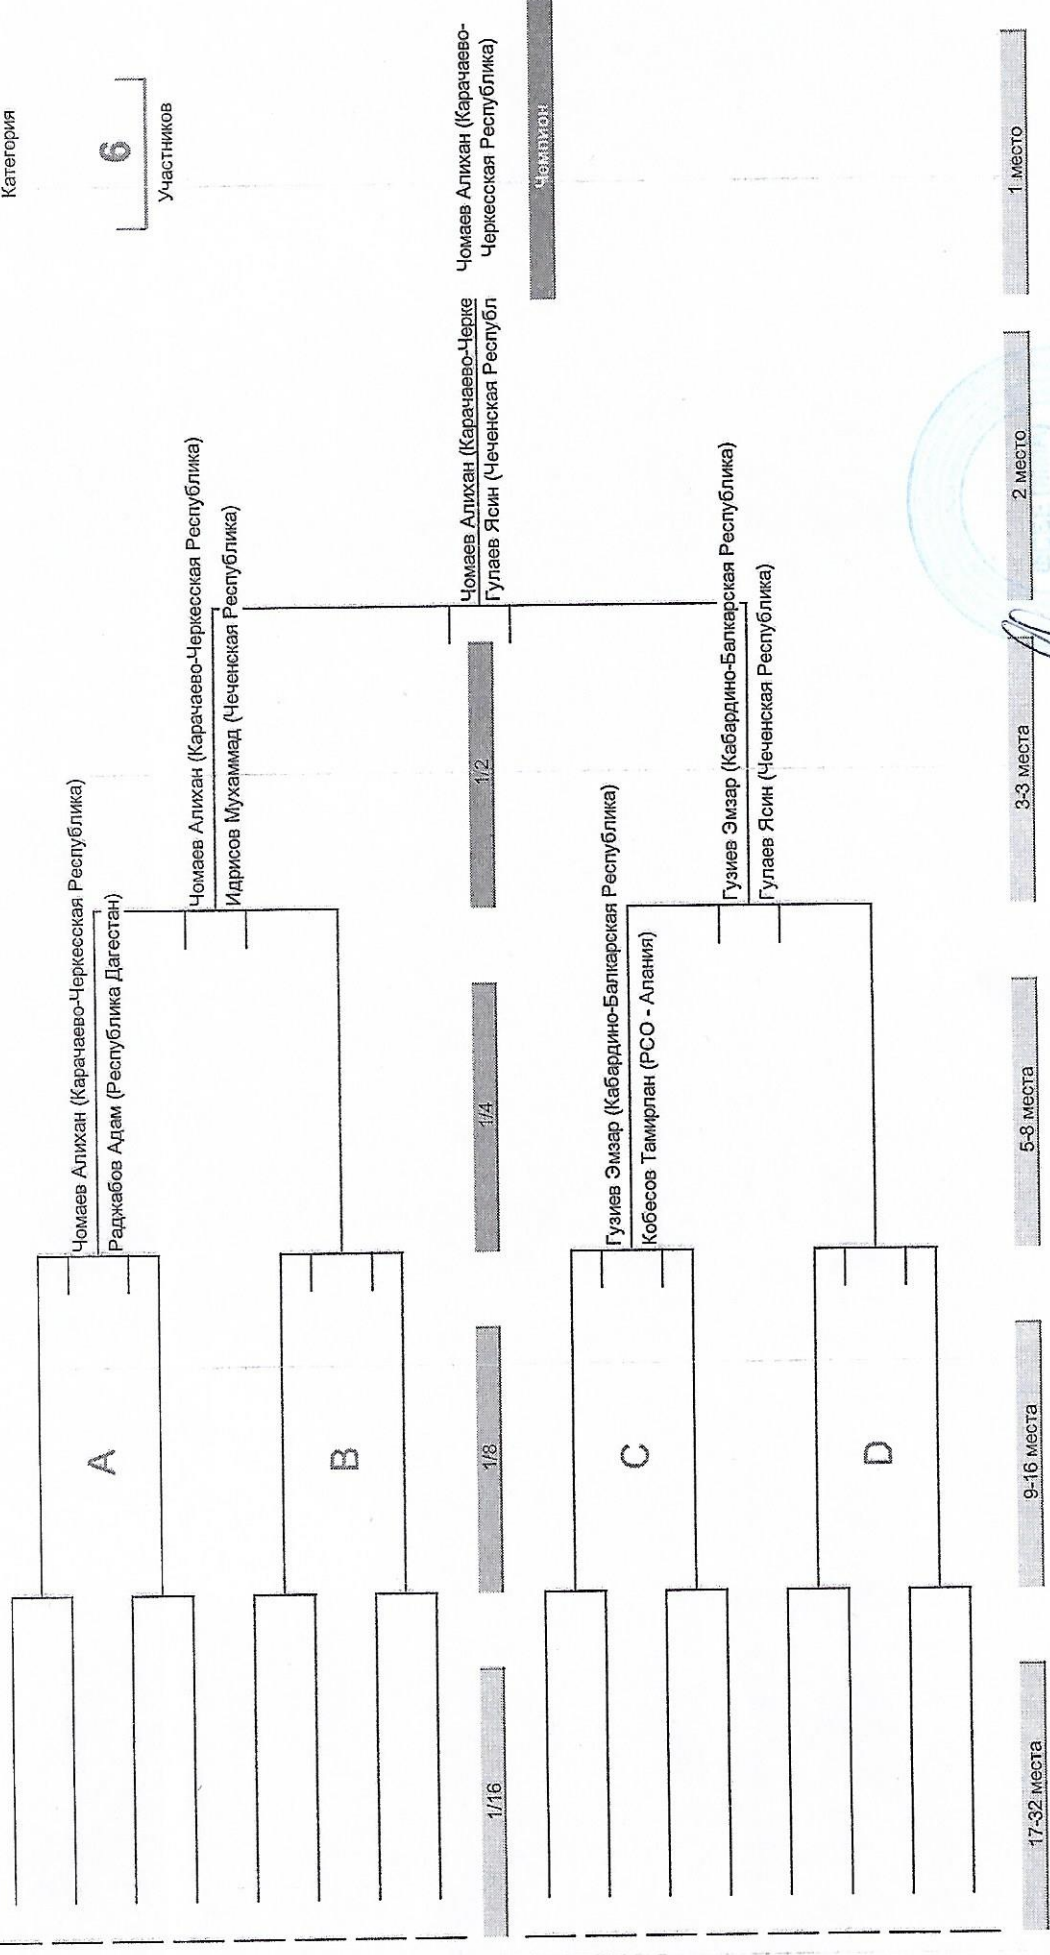 Категория
6
Участников
Чомаев Алихан (Карачаево-Черкесская Республика)
Раджабов Адам (Республика Дагестан)
Чомаев Алихан (Карачаево-Черкесская Республика)
Идрисов Мухаммад (Чеченская Республика)
A
B
Чомаев Алихан (Карачаево-Черке
Гулаев Ясин (Чеченская Республ
Чомаев Алихан (Карачаево-
Черкесская Республика)
1/16
1/8
1/4
1/2
Чемпион
Гузиев Эмзар (Кабардино-Балкарская Республика)
Кобесов Тамирлан (РСО - Алания)
Гузиев Эмзар (Кабардино-Балкарская Республика)
Гулаев Ясин (Чеченская Республика)
C
D
17-32 места
9-16 места
5-8 места
3-3 места
2 место
1 место